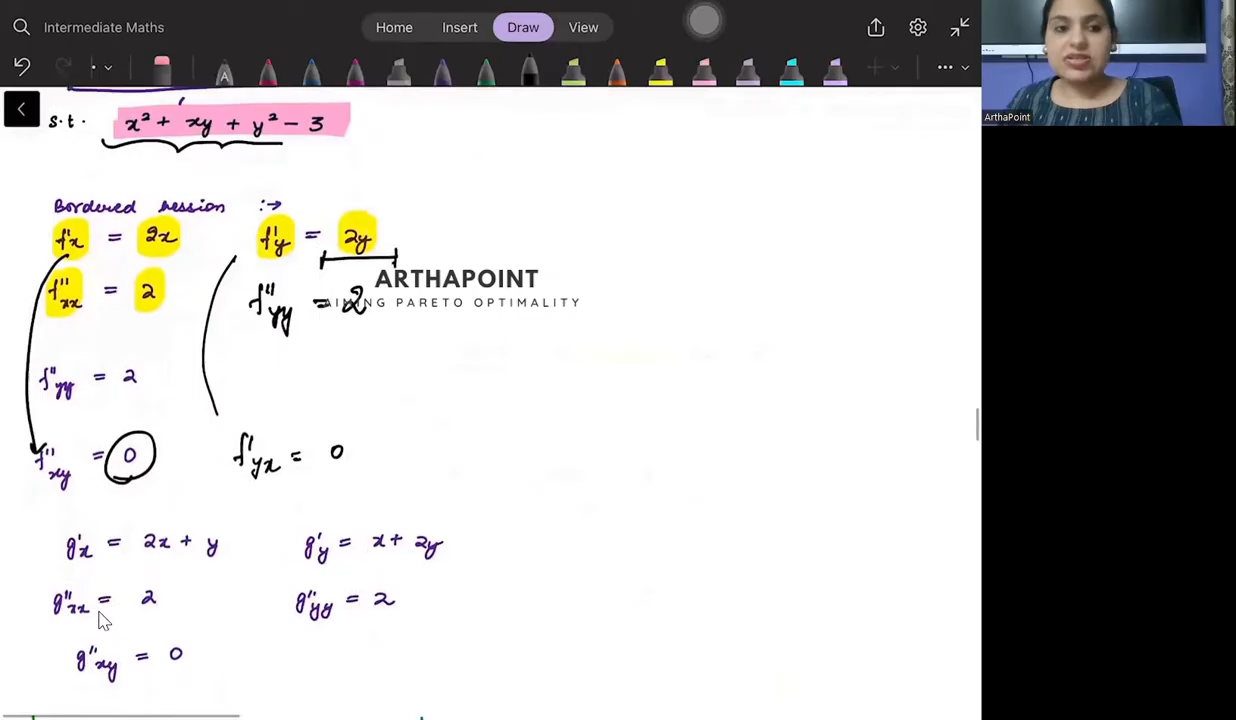 Intermediate Maths
Home Insert Draw View
s.t. x² + xy + y² - 3
ArthaPoint
Bordered hessian :→
f'x = 2x f'y = 2y
ARTHAPOINT
AIMING PARETO OPTIMALITY
f''xx = 2 f''yy = 2
f''yy = 2
f''xy = 0 f'yx = 0
g'x = 2x + y g'y = x + 2y
g''xx = 2 g''yy = 2
g''xy = 0